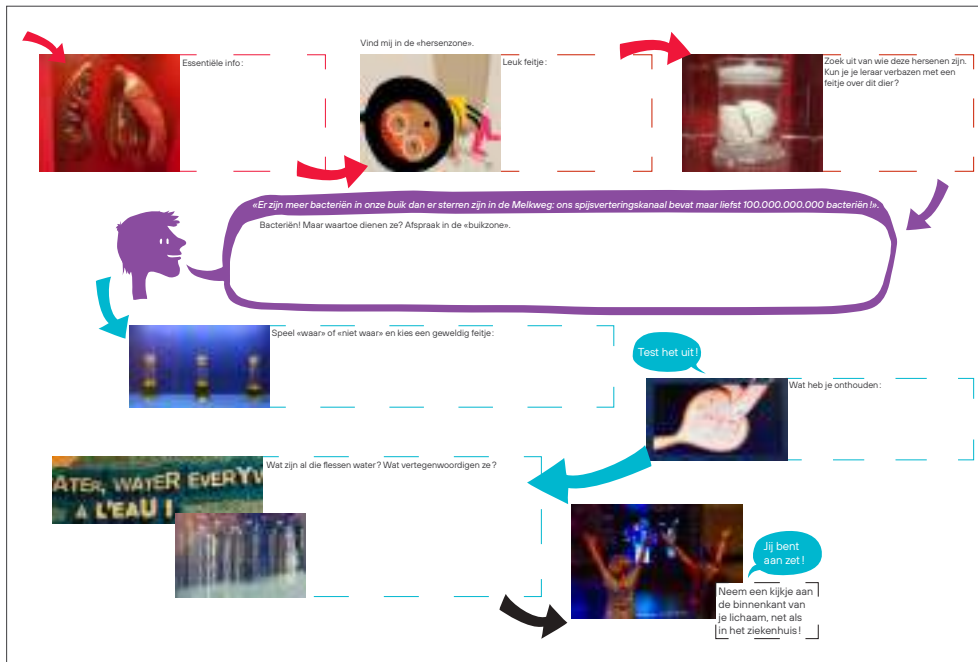 Vind mij in de «hersenzone».
Essentiële info:
Leuk feitje:
Zoek uit van wie deze hersenen zijn.
Kun je je leraar verbazen met een
feitje over dit dier?
«Er zijn meer bacteriën in onze buik dan er sterren zijn in de Melkweg: ons spijsverteringskanaal bevat maar liefst 100.000.000.000 bacteriën!».
Bacteriën! Maar waartoe dienen ze? Afspraak in de «buikzone».
Speel «waar» of «niet waar» en kies een geweldig feitje:
Test het uit!
Wat heb je onthouden:
Wat zijn al die flessen water? Wat vertegenwoordigen ze?
ATER, WATER EVERYW
À L'EAU !
Jij bent
aan zet!
Neem een kijkje aan
de binnenkant van
je lichaam, net als
in het ziekenhuis!